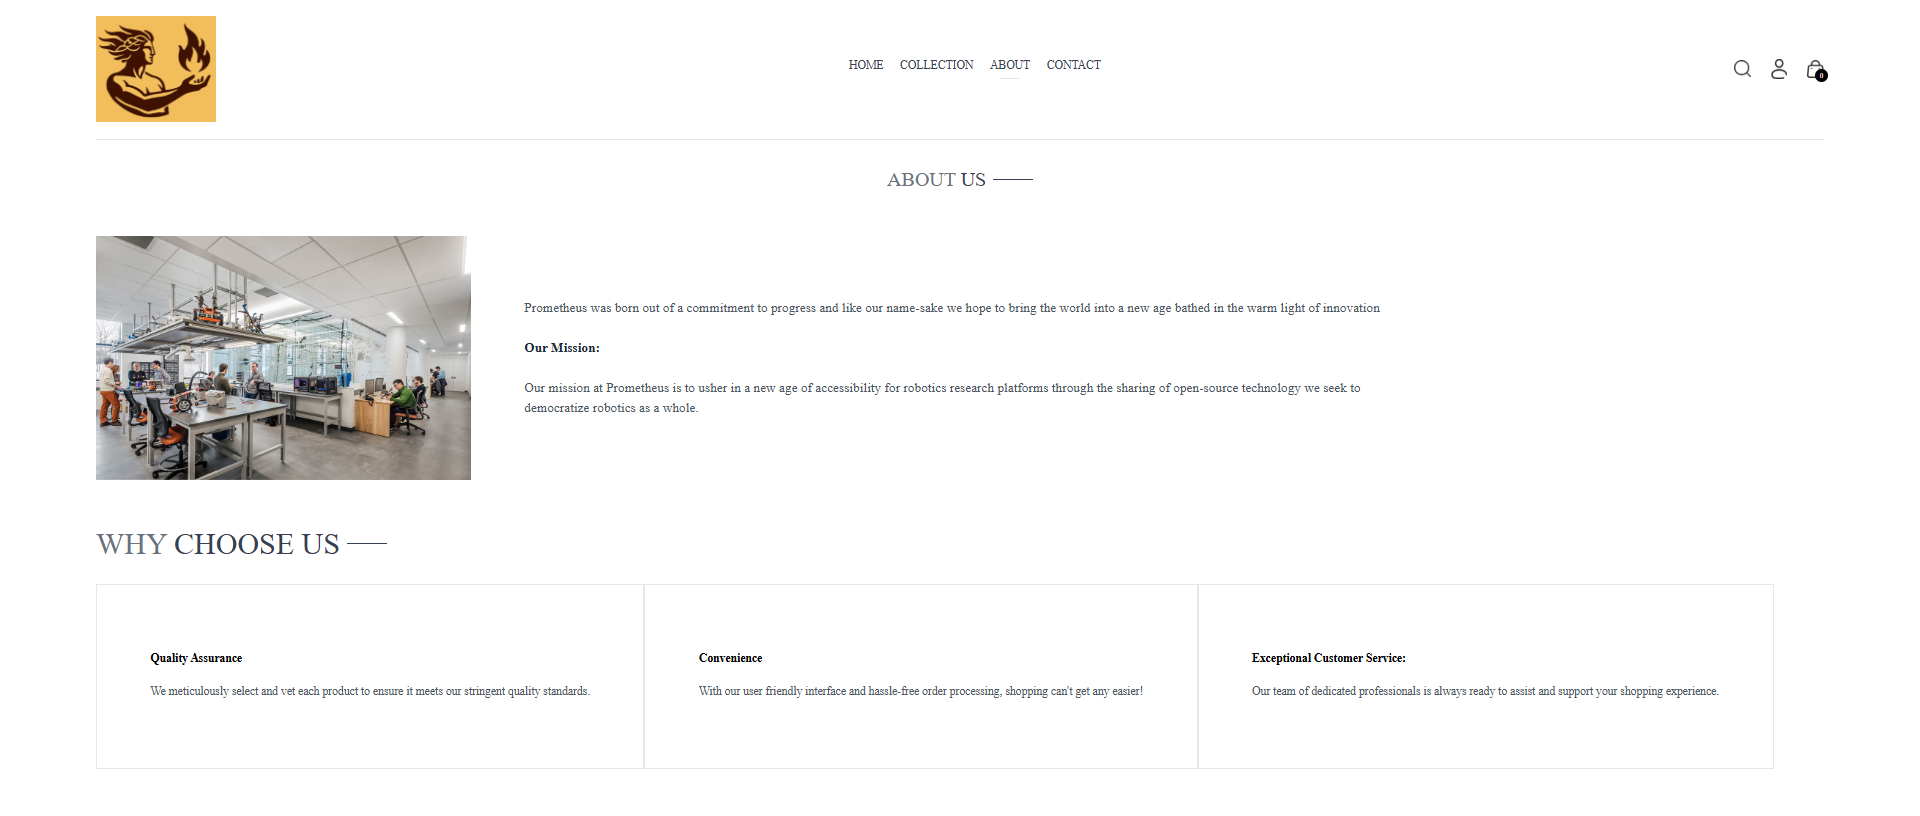 HOME COLLECTION ABOUT CONTACT
0
ABOUT US
Prometheus was born out of a commitment to progress and like our name-sake we hope to bring the world into a new age bathed in the warm light of innovation
Our Mission:
Our mission at Prometheus is to usher in a new age of accessibility for robotics research platforms through the sharing of open-source technology we seek to
democratize robotics as a whole.
WHY CHOOSE US
Quality Assurance
We meticulously select and vet each product to ensure it meets our stringent quality standards.
Convenience
With our user friendly interface and hassle-free order processing, shopping can't get any easier!
Exceptional Customer Service:
Our team of dedicated professionals is always ready to assist and support your shopping experience.